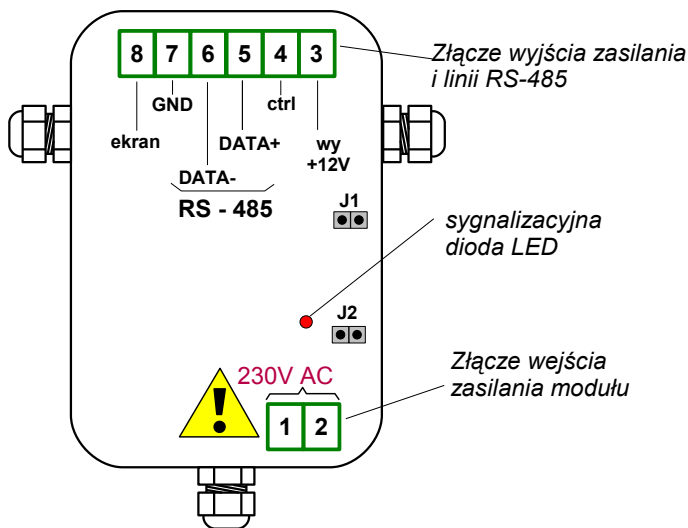 8 7 6 5 4 3
Złącze wyjścia zasilania
i linii RS-485
GND
ctrl
ekran
DATA+
wy
+12V
DATA-
RS - 485
J1
sygnalizacyjna
dioda LED
J2
Złącze wejścia
zasilania modułu
230V AC
!
1 2